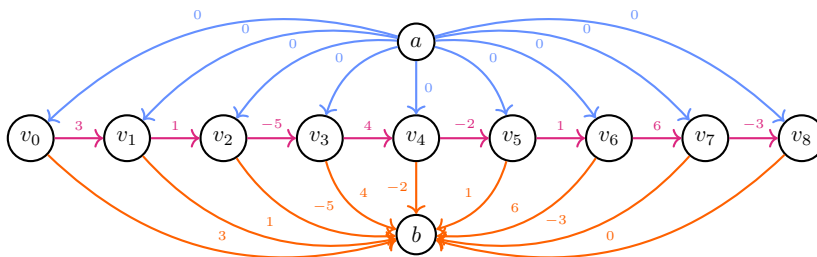 0 0 0 0 0 0 0 0 0
a
v₀ 3 v₁ 1 v₂ −5 v₃ 4 v₄ −2 v₅ 1 v₆ 6 v₇ −3 v₈
3 1 −5 4 −2 1 6 −3 0
b